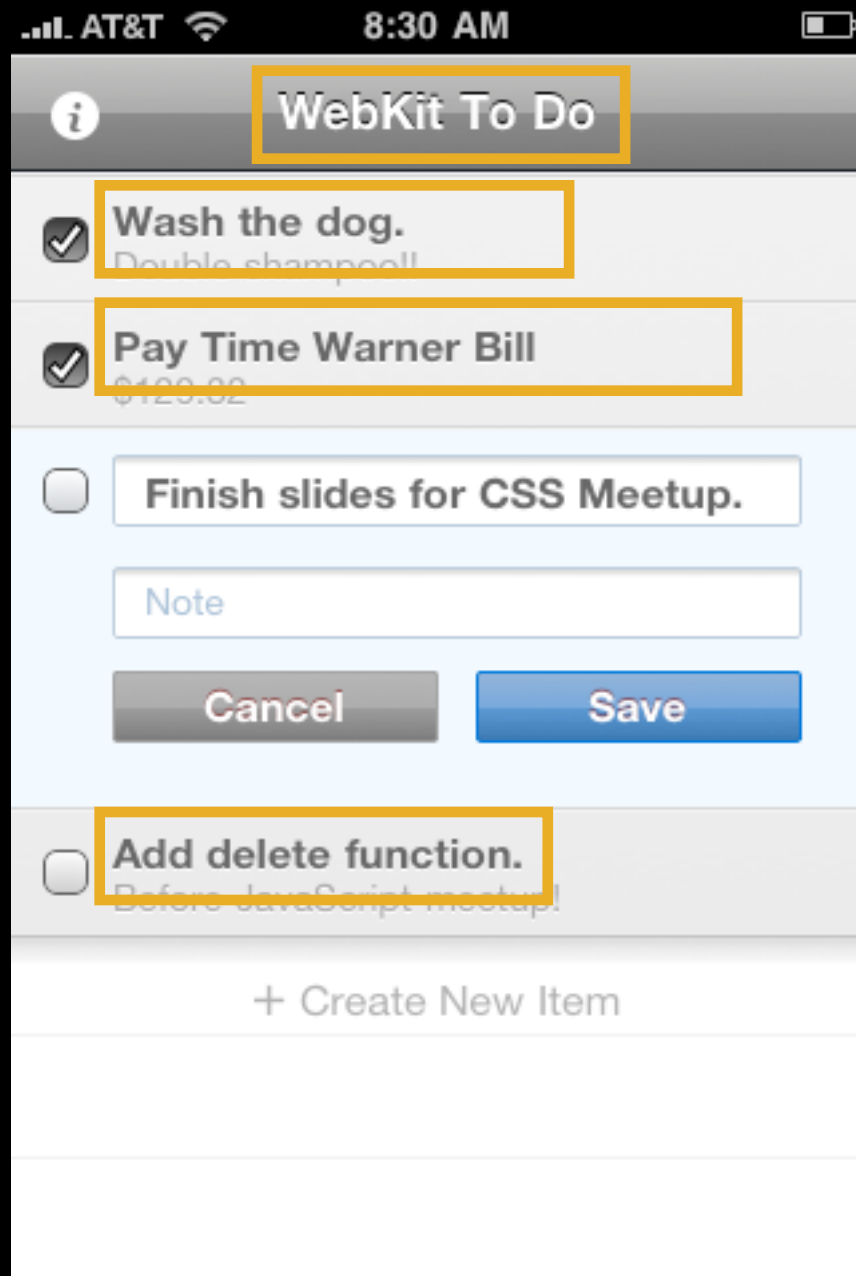 AT&T 8:30 AM
WebKit To Do
Wash the dog.
Double shampoo!!
Pay Time Warner Bill
Finish slides for CSS Meetup.
Note
Cancel Save
Add delete function.
Before JavaScript meetup!
+ Create New Item